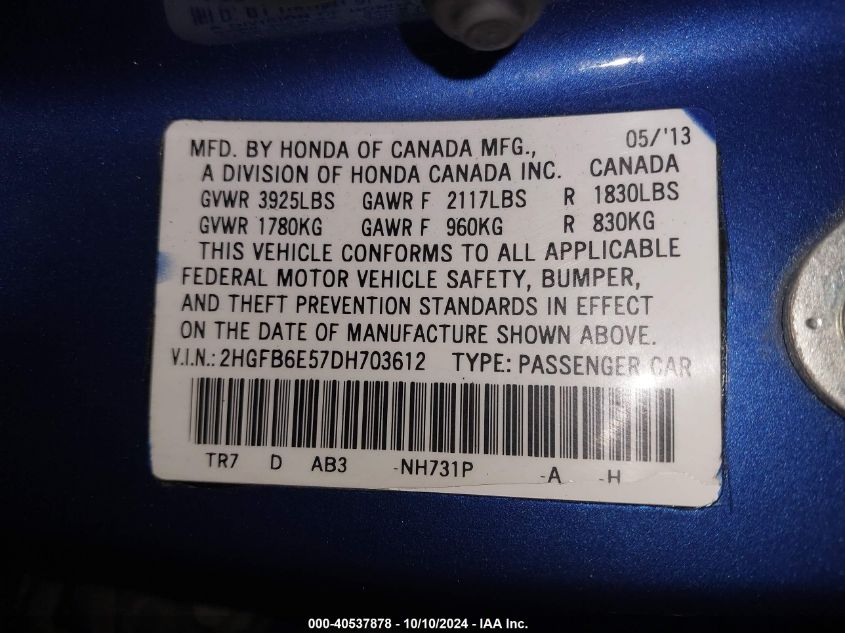 MFD. BY HONDA OF CANADA MFG., 05/'13
A DIVISION OF HONDA CANADA INC. CANADA
GVWR 3925LBS GAWR F 2117LBS R 1830LBS
GVWR 1780KG GAWR F 960KG R 830KG
THIS VEHICLE CONFORMS TO ALL APPLICABLE
FEDERAL MOTOR VEHICLE SAFETY, BUMPER,
AND THEFT PREVENTION STANDARDS IN EFFECT
ON THE DATE OF MANUFACTURE SHOWN ABOVE.
V.I.N.: 2HGFB6E57DH703612 TYPE: PASSENGER CAR
TR7 D AB3 -NH731P -A -H
000-40537878 - 10/10/2024 - IAA Inc.